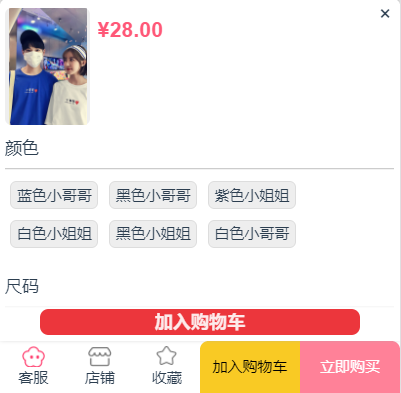 ¥28.00
×
颜色
蓝色小哥哥 黑色小哥哥 紫色小姐姐
白色小姐姐 黑色小姐姐 白色小哥哥
尺码
加入购物车
客服 店铺 收藏 加入购物车 立即购买